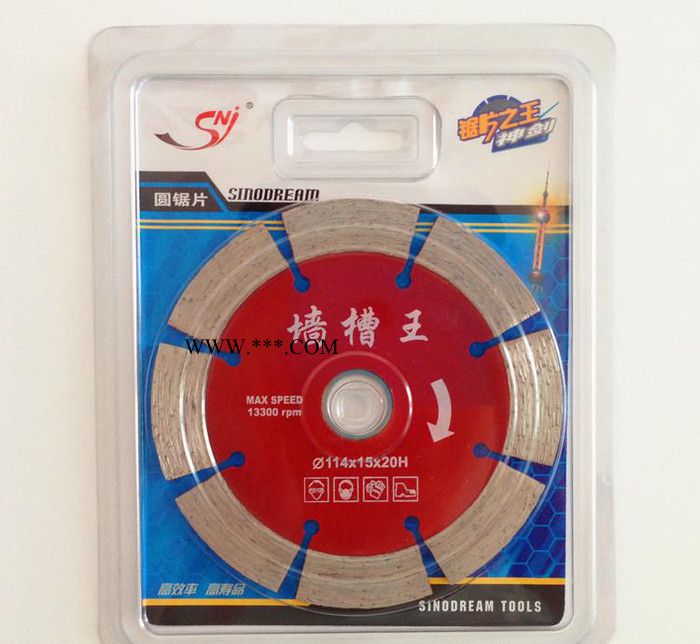 SNJ ®
锯片之王
神剑
圆锯片
SINODREAM
墙槽王
WWW.***.COM
MAX SPEED
13300 rpm
Ø114x15x20H
高效率 高寿命
SINODREAM TOOLS